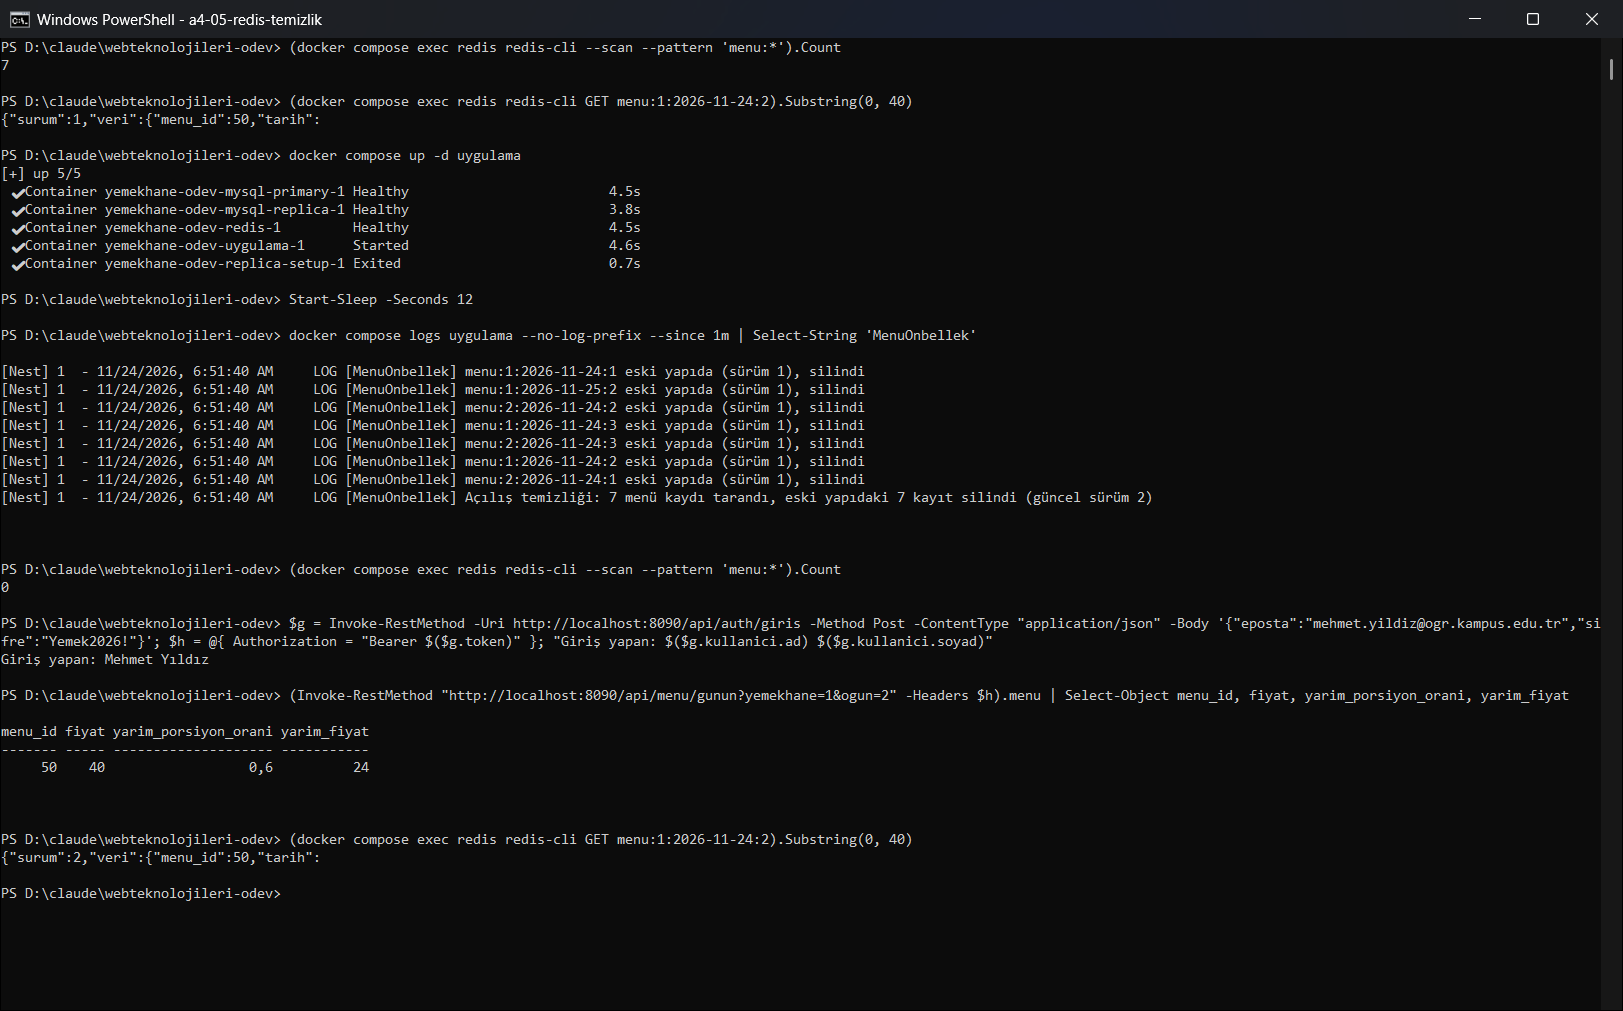 Windows PowerShell - a4-05-redis-temizlik
PS D:\claude\webteknolojileri-odev> (docker compose exec redis redis-cli --scan --pattern 'menu:*').Count
7
PS D:\claude\webteknolojileri-odev> (docker compose exec redis redis-cli GET menu:1:2026-11-24:2).Substring(0, 40)
{"surum":1,"veri":{"menu_id":50,"tarih":
PS D:\claude\webteknolojileri-odev> docker compose up -d uygulama
[+] up 5/5
✔Container yemekhane-odev-mysql-primary-1 Healthy 4.5s
✔Container yemekhane-odev-mysql-replica-1 Healthy 3.8s
✔Container yemekhane-odev-redis-1 Healthy 4.5s
✔Container yemekhane-odev-uygulama-1 Started 4.6s
✔Container yemekhane-odev-replica-setup-1 Exited 0.7s
PS D:\claude\webteknolojileri-odev> Start-Sleep -Seconds 12
PS D:\claude\webteknolojileri-odev> docker compose logs uygulama --no-log-prefix --since 1m | Select-String 'MenuOnbellek'
[Nest] 1  - 11/24/2026, 6:51:40 AM     LOG [MenuOnbellek] menu:1:2026-11-24:1 eski yapıda (sürüm 1), silindi
[Nest] 1  - 11/24/2026, 6:51:40 AM     LOG [MenuOnbellek] menu:1:2026-11-25:2 eski yapıda (sürüm 1), silindi
[Nest] 1  - 11/24/2026, 6:51:40 AM     LOG [MenuOnbellek] menu:2:2026-11-24:2 eski yapıda (sürüm 1), silindi
[Nest] 1  - 11/24/2026, 6:51:40 AM     LOG [MenuOnbellek] menu:1:2026-11-24:3 eski yapıda (sürüm 1), silindi
[Nest] 1  - 11/24/2026, 6:51:40 AM     LOG [MenuOnbellek] menu:2:2026-11-24:3 eski yapıda (sürüm 1), silindi
[Nest] 1  - 11/24/2026, 6:51:40 AM     LOG [MenuOnbellek] menu:1:2026-11-24:2 eski yapıda (sürüm 1), silindi
[Nest] 1  - 11/24/2026, 6:51:40 AM     LOG [MenuOnbellek] menu:2:2026-11-24:1 eski yapıda (sürüm 1), silindi
[Nest] 1  - 11/24/2026, 6:51:40 AM     LOG [MenuOnbellek] Açılış temizliği: 7 menü kaydı tarandı, eski yapıdaki 7 kayıt silindi (güncel sürüm 2)
PS D:\claude\webteknolojileri-odev> (docker compose exec redis redis-cli --scan --pattern 'menu:*').Count
0
PS D:\claude\webteknolojileri-odev> $g = Invoke-RestMethod -Uri http://localhost:8090/api/auth/giris -Method Post -ContentType "application/json" -Body '{"eposta":"mehmet.yildiz@ogr.kampus.edu.tr","si
fre":"Yemek2026!"}'; $h = @{ Authorization = "Bearer $($g.token)" }; "Giriş yapan: $($g.kullanici.ad) $($g.kullanici.soyad)"
Giriş yapan: Mehmet Yıldız
PS D:\claude\webteknolojileri-odev> (Invoke-RestMethod "http://localhost:8090/api/menu/gunun?yemekhane=1&ogun=2" -Headers $h).menu | Select-Object menu_id, fiyat, yarim_porsiyon_orani, yarim_fiyat
menu_id fiyat yarim_porsiyon_orani yarim_fiyat
------- ----- -------------------- -----------
50 40 0,6 24
PS D:\claude\webteknolojileri-odev> (docker compose exec redis redis-cli GET menu:1:2026-11-24:2).Substring(0, 40)
{"surum":2,"veri":{"menu_id":50,"tarih":
PS D:\claude\webteknolojileri-odev>